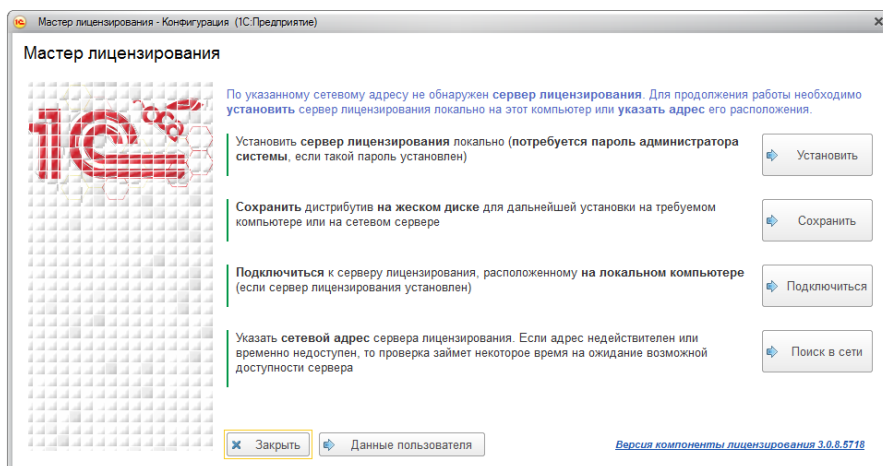 Мастер лицензирования - Конфигурация (1С:Предприятие)
Мастер лицензирования
По указанному сетевому адресу не обнаружен сервер лицензирования. Для продолжения работы необходимо
установить сервер лицензирования локально на этот компьютер или указать адрес его расположения.
Установить сервер лицензирования локально (потребуется пароль администратора
системы, если такой пароль установлен)
Установить
Сохранить дистрибутив на жеском диске для дальнейшей установки на требуемом
компьютере или на сетевом сервере
Сохранить
Подключиться к серверу лицензирования, расположенному на локальном компьютере
(если сервер лицензирования установлен)
Подключиться
Указать сетевой адрес сервера лицензирования. Если адрес недействителен или
временно недоступен, то проверка займет некоторое время на ожидание возможной
доступности сервера
Поиск в сети
Закрыть
Данные пользователя
Версия компоненты лицензирования 3.0.8.5718
1С